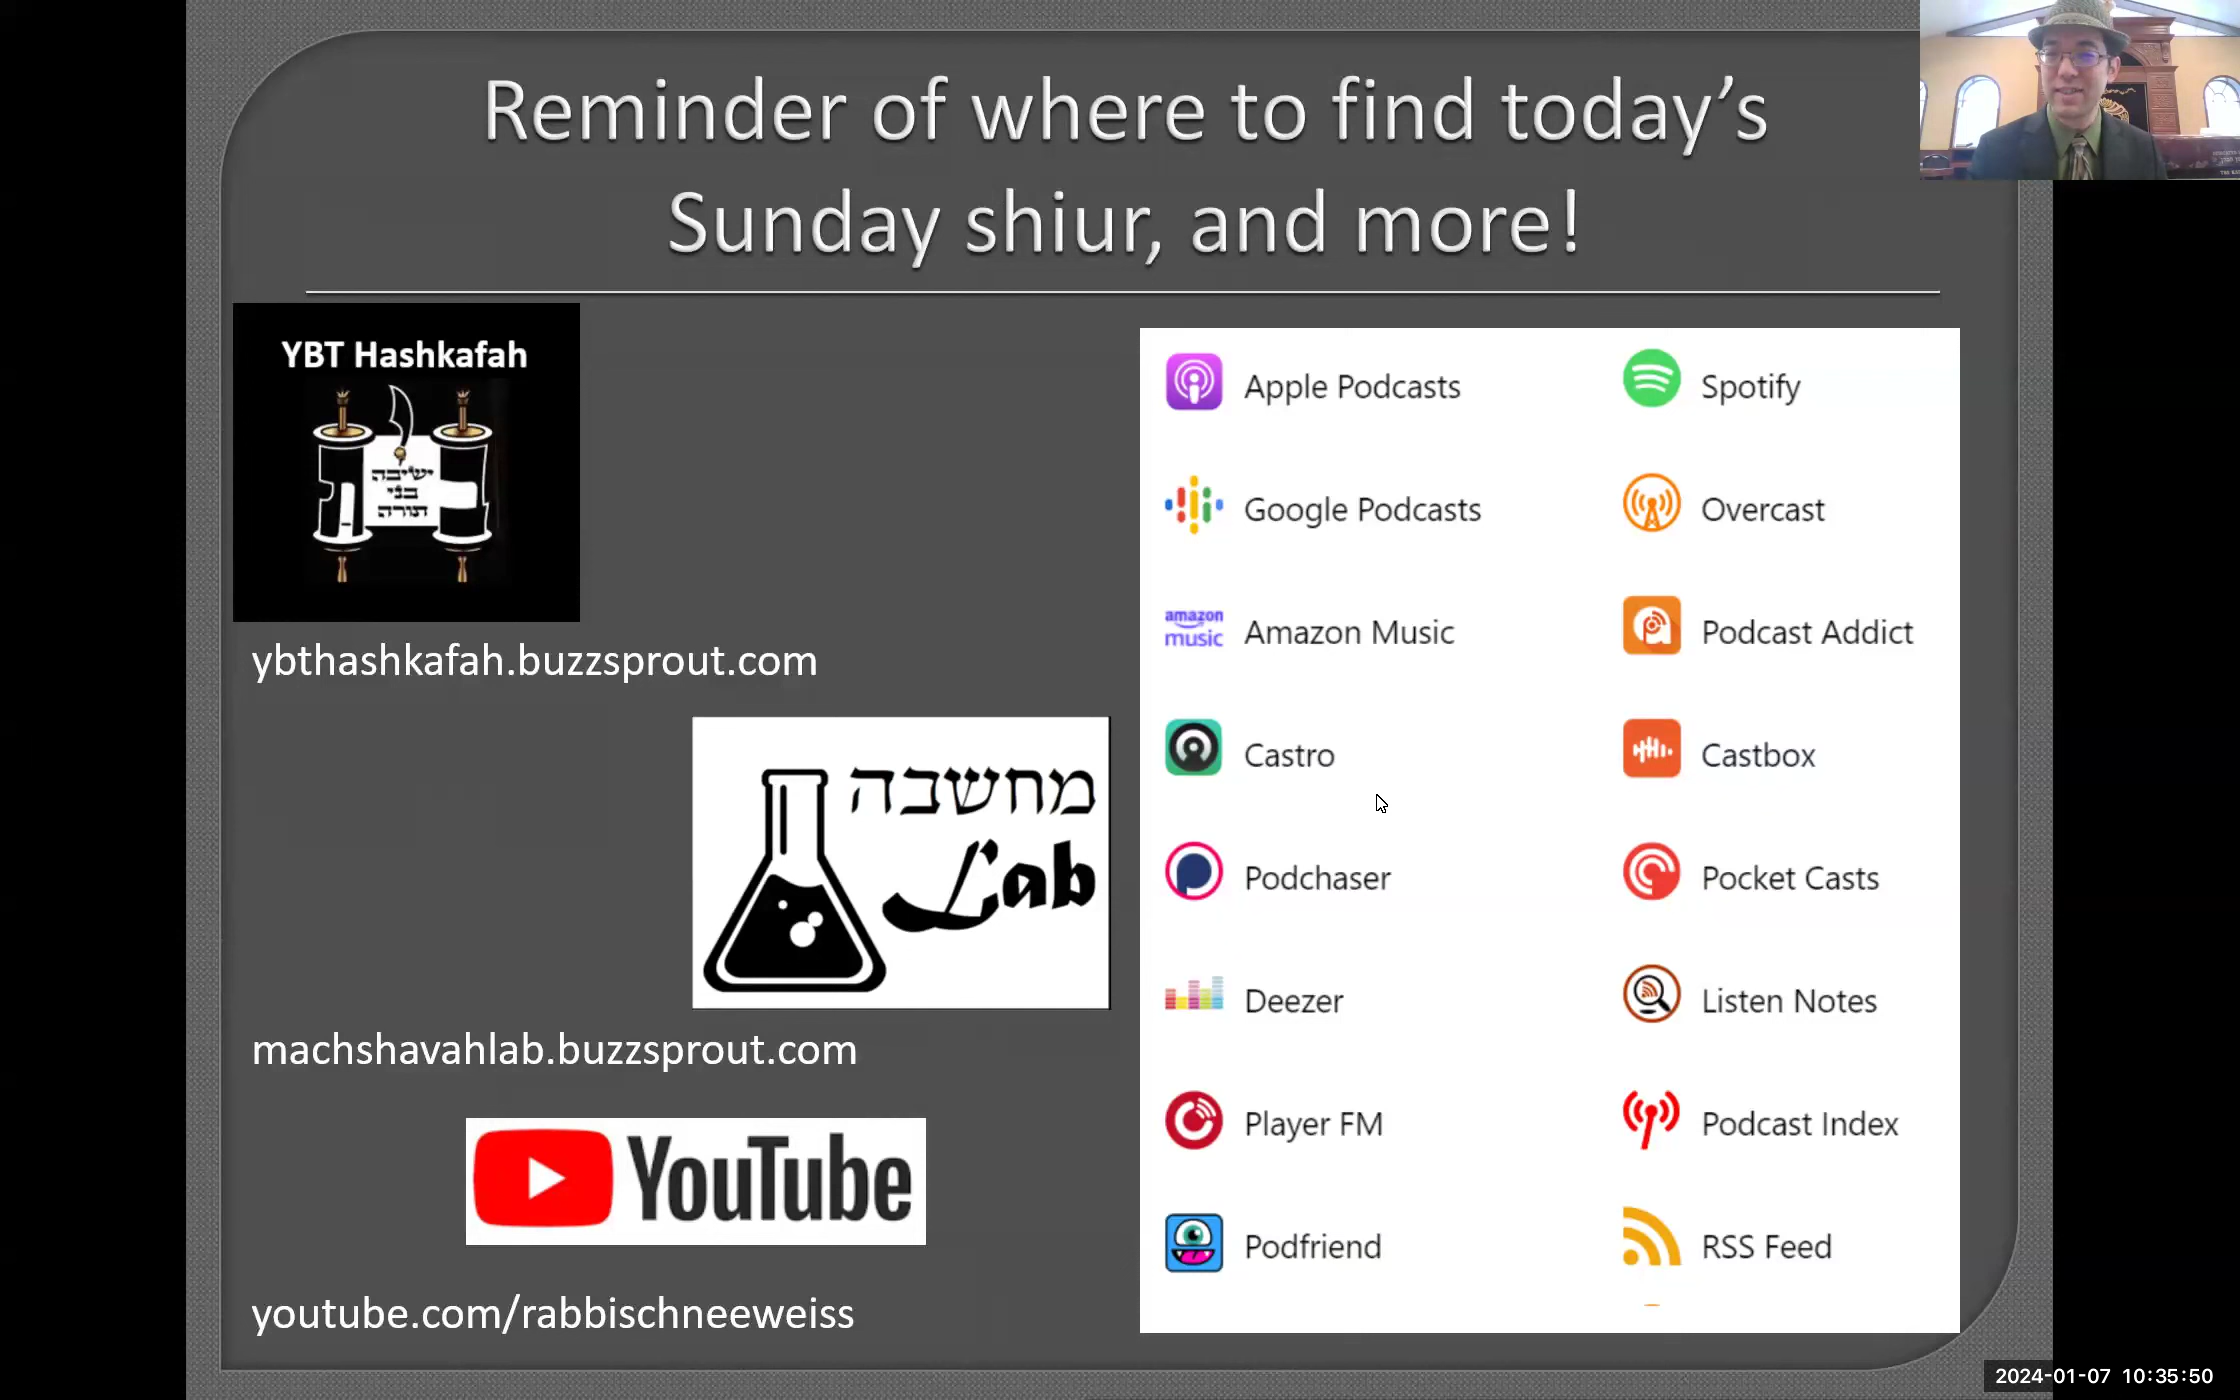 Reminder of where to find today's
Sunday shiur, and more!
YBT Hashkafah
ישיבה
בני
תורה
ybthashkafah.buzzsprout.com
מחשבה
Lab
machshavahlab.buzzsprout.com
YouTube
youtube.com/rabbischneeweiss
Apple Podcasts
Spotify
Google Podcasts
Overcast
amazon
music
Amazon Music
Podcast Addict
Castro
Castbox
Podchaser
Pocket Casts
Deezer
Listen Notes
Player FM
Podcast Index
Podfriend
RSS Feed
2024-01-07 10:35:50